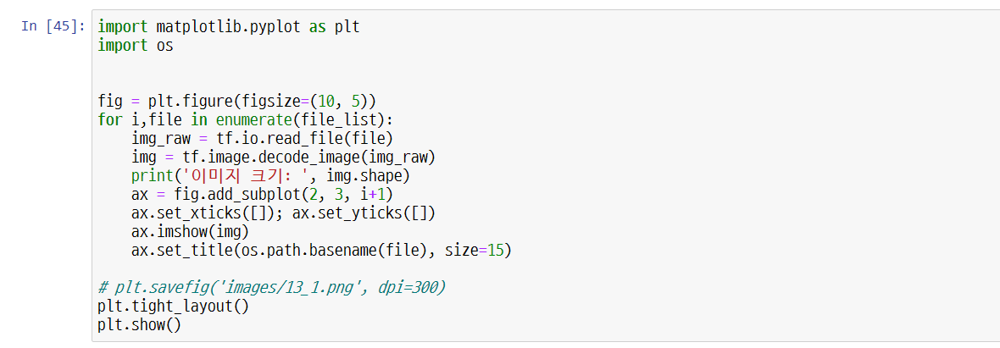 In [45]: import matplotlib.pyplot as plt
import os
fig = plt.figure(figsize=(10, 5))
for i,file in enumerate(file_list):
    img_raw = tf.io.read_file(file)
    img = tf.image.decode_image(img_raw)
    print('이미지 크기: ', img.shape)
    ax = fig.add_subplot(2, 3, i+1)
    ax.set_xticks([]); ax.set_yticks([])
    ax.imshow(img)
    ax.set_title(os.path.basename(file), size=15)
# plt.savefig('images/13_1.png', dpi=300)
plt.tight_layout()
plt.show()